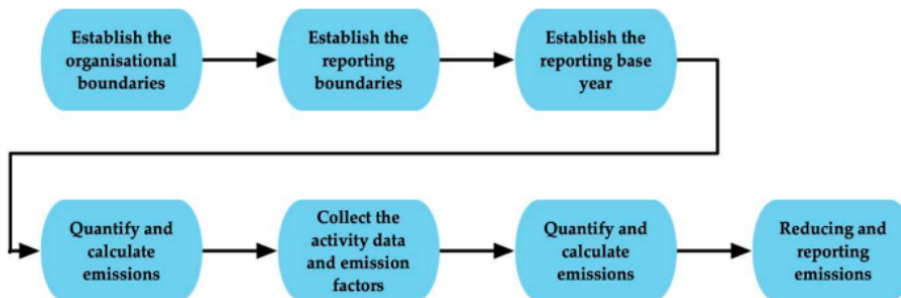 Establish the
organisational
boundaries
Establish the
reporting
boundaries
Establish the
reporting base
year
Quantify and
calculate
emissions
Collect the
activity data
and emission
factors
Quantify and
calculate
emissions
Reducing and
reporting
emissions